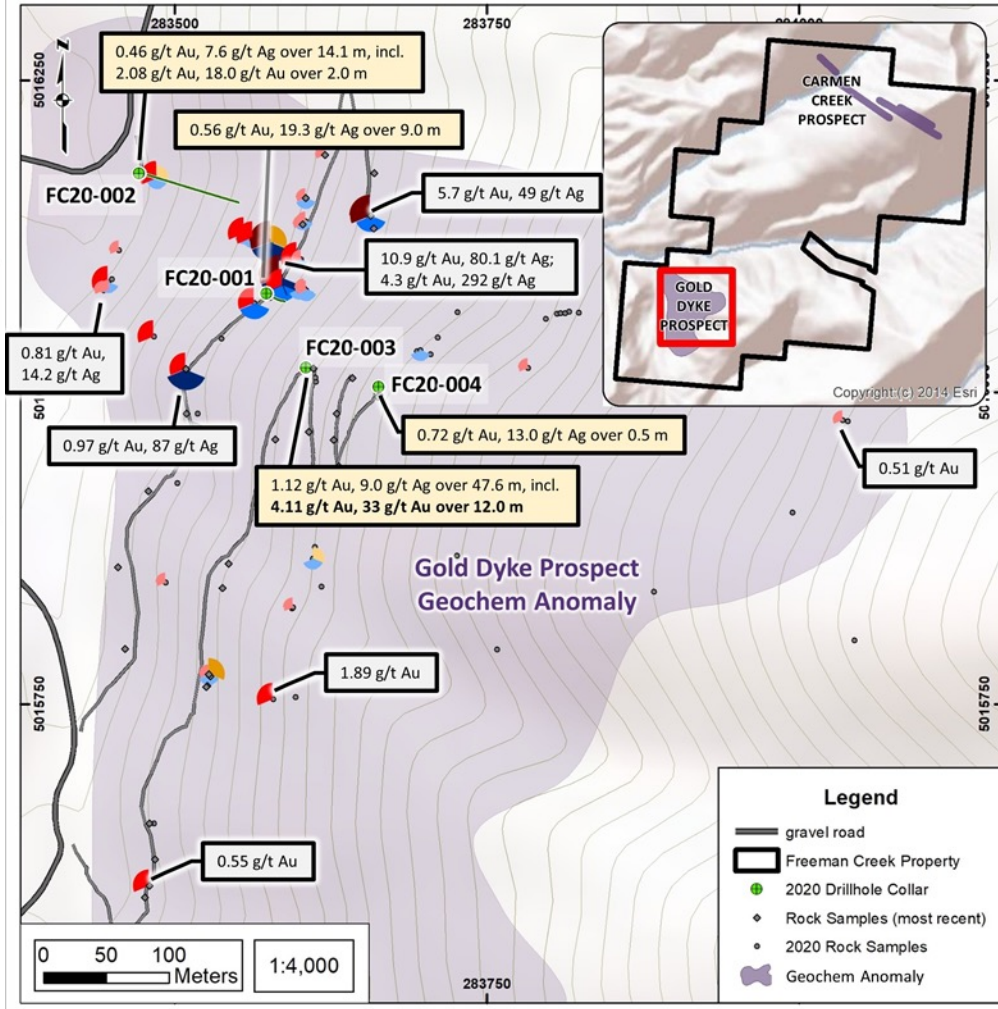 283500
283750
0.46 g/t Au, 7.6 g/t Ag over 14.1 m, incl.
2.08 g/t Au, 18.0 g/t Au over 2.0 m
5016250
N
0.56 g/t Au, 19.3 g/t Ag over 9.0 m
FC20-002
5.7 g/t Au, 49 g/t Ag
10.9 g/t Au, 80.1 g/t Ag;
4.3 g/t Au, 292 g/t Ag
FC20-001
CARMEN
CREEK
PROSPECT
GOLD
DYKE
PROSPECT
Copyright:(c) 2014 Esri
0.81 g/t Au,
14.2 g/t Ag
FC20-003
FC20-004
0.97 g/t Au, 87 g/t Ag
0.72 g/t Au, 13.0 g/t Ag over 0.5 m
0.51 g/t Au
1.12 g/t Au, 9.0 g/t Ag over 47.6 m, incl.
4.11 g/t Au, 33 g/t Au over 12.0 m
Gold Dyke Prospect
Geochem Anomaly
1.89 g/t Au
5015750
5015750
0.55 g/t Au
Legend
gravel road
Freeman Creek Property
2020 Drillhole Collar
Rock Samples (most recent)
2020 Rock Samples
Geochem Anomaly
0 50 100
Meters
1:4,000
283750